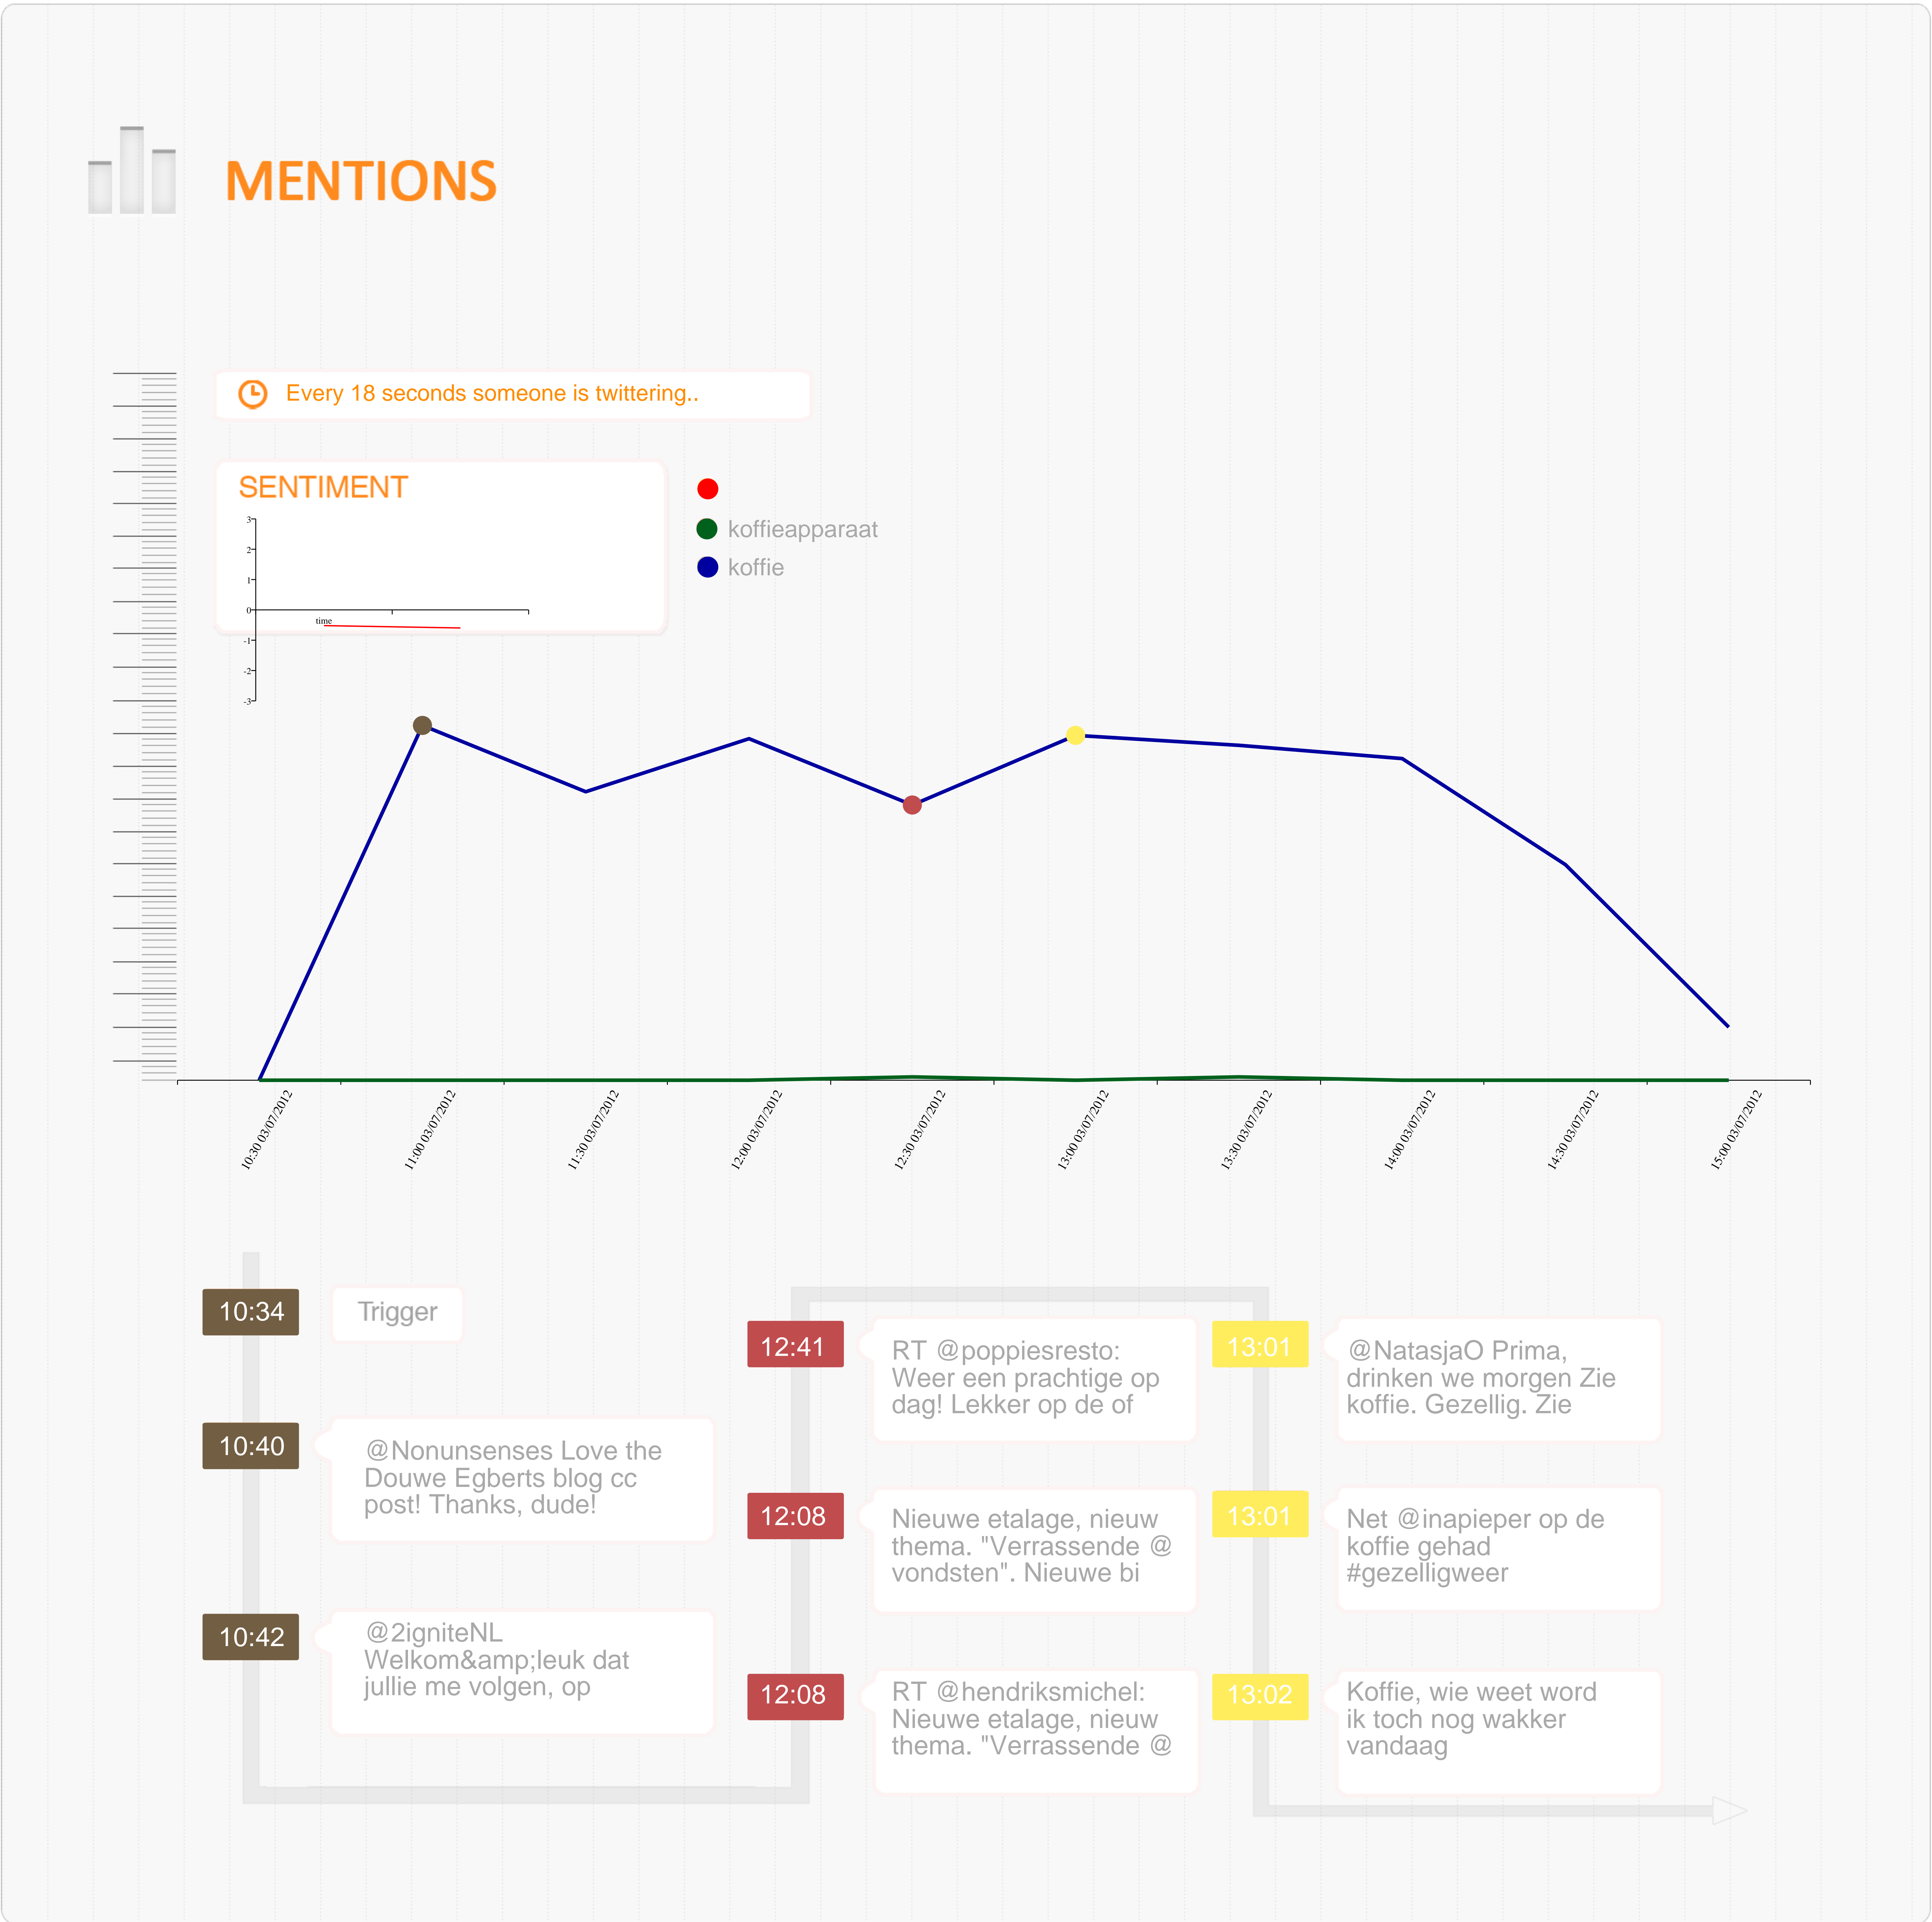 MENTIONS
Every 18 seconds someone is twittering..
SENTIMENT
3
2
1
0
time
-1
-2
-3
koffieapparaat
koffie
10:30 03/07/2012
11:00 03/07/2012
11:30 03/07/2012
12:00 03/07/2012
12:30 03/07/2012
13:00 03/07/2012
13:30 03/07/2012
14:00 03/07/2012
14:30 03/07/2012
15:00 03/07/2012
10:34
Trigger
10:40
@Nonunsenses Love the
Douwe Egberts blog cc
post! Thanks, dude!
10:42
@2igniteNL
Welkom&amp;leuk dat
jullie me volgen, op
12:41
RT @poppiesresto:
Weer een prachtige op
dag! Lekker op de of
12:08
Nieuwe etalage, nieuw
thema. "Verrassende @
vondsten". Nieuwe bi
12:08
RT @hendriksmichel:
Nieuwe etalage, nieuw
thema. "Verrassende @
13:01
@NatasjaO Prima,
drinken we morgen Zie
koffie. Gezellig. Zie
13:01
Net @inapieper op de
koffie gehad
#gezelligweer
13:02
Koffie, wie weet word
ik toch nog wakker
vandaag